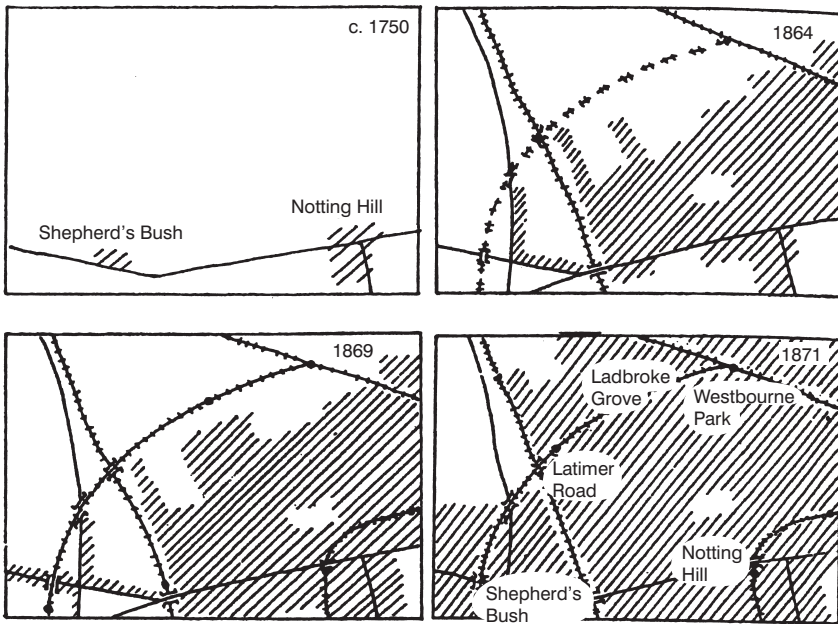 c. 1750
Shepherd's Bush
Notting Hill
1864
1869
1871
Ladbroke
Grove
Westbourne
Park
Latimer
Road
Notting
Hill
Shepherd's
Bush